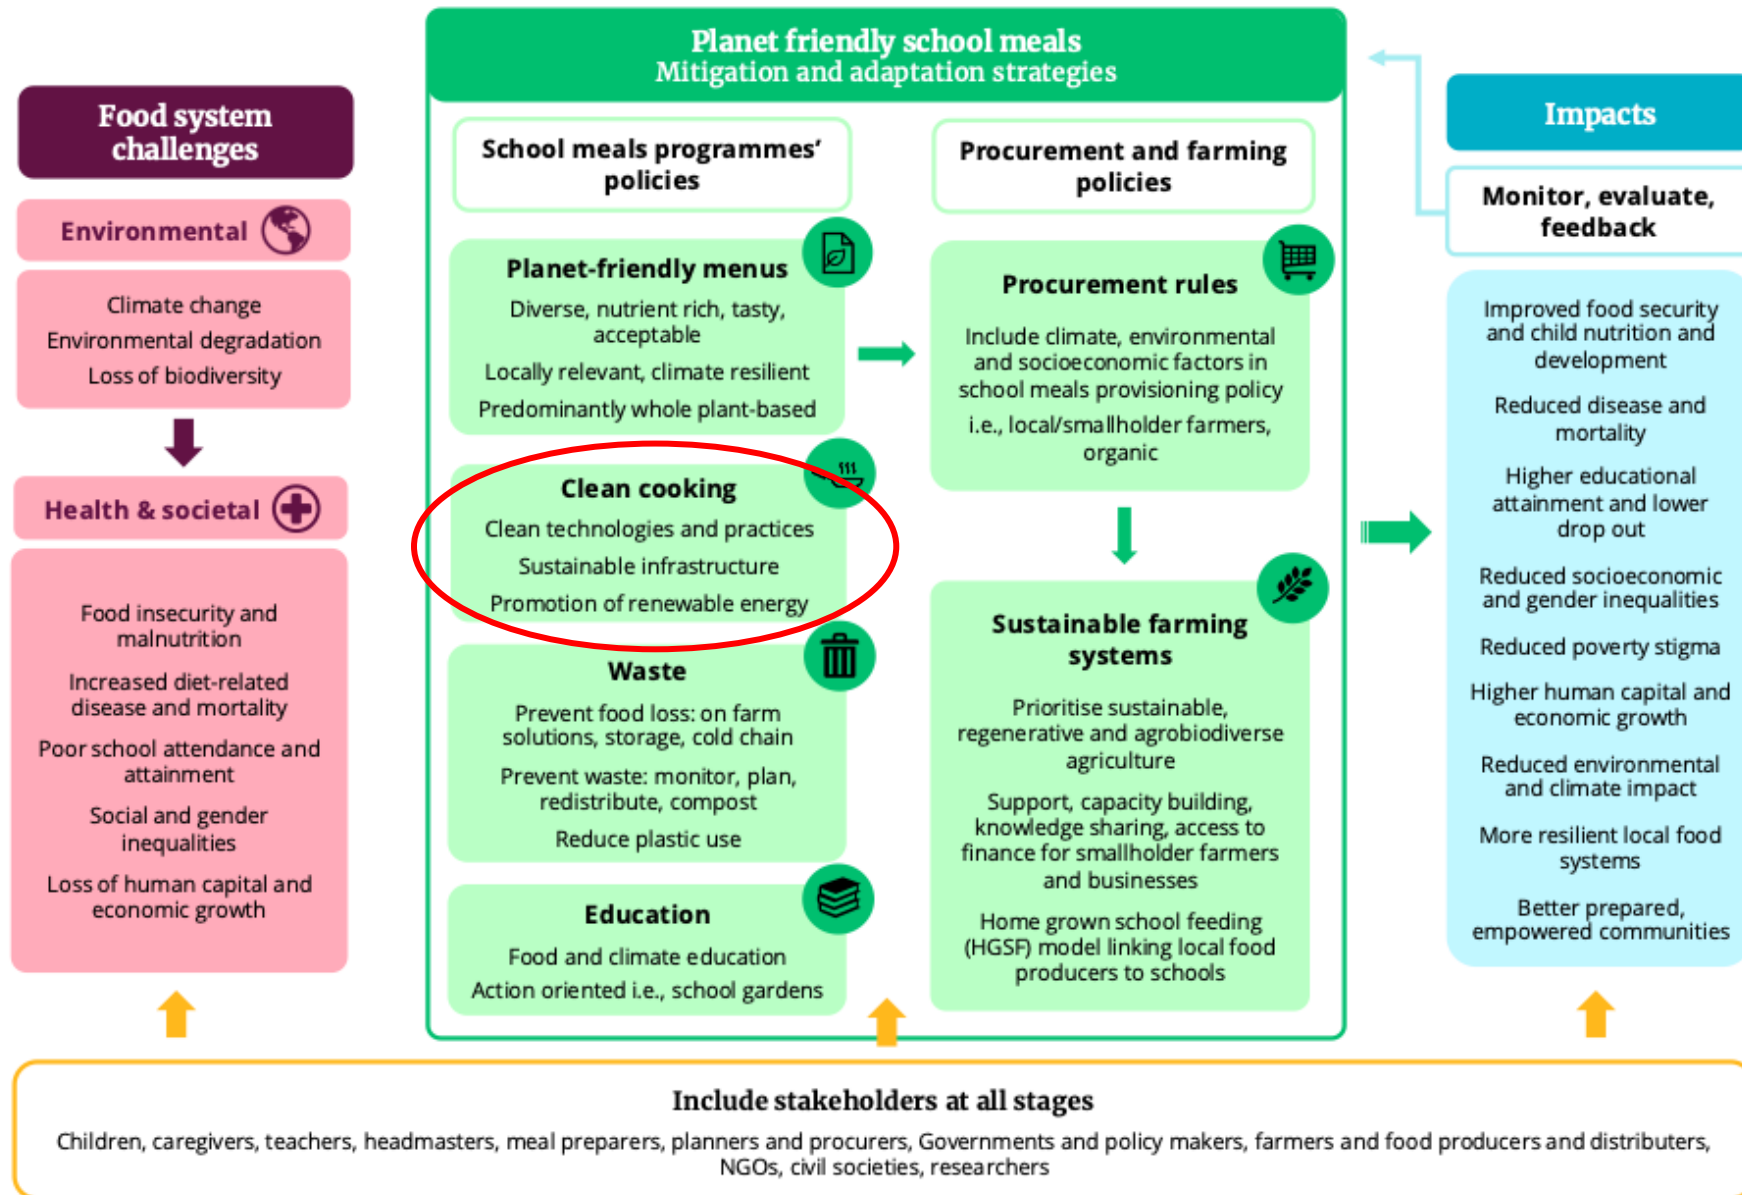 Planet friendly school meals
Mitigation and adaptation strategies
Food system
challenges
Environmental
Climate change
Environmental degradation
Loss of biodiversity
Health & societal
Food insecurity and
malnutrition
Increased diet-related
disease and mortality
Poor school attendance and
attainment
Social and gender
inequalities
Loss of human capital and
economic growth
School meals programmes’
policies
Planet-friendly menus
Diverse, nutrient rich, tasty,
acceptable
Locally relevant, climate resilient
Predominantly whole plant-based
Clean cooking
Clean technologies and practices
Sustainable infrastructure
Promotion of renewable energy
Waste
Prevent food loss: on farm
solutions, storage, cold chain
Prevent waste: monitor, plan,
redistribute, compost
Reduce plastic use
Education
Food and climate education
Action oriented i.e., school gardens
Procurement and farming
policies
Procurement rules
Include climate, environmental
and socioeconomic factors in
school meals provisioning policy
i.e., local/smallholder farmers,
organic
Sustainable farming
systems
Prioritise sustainable,
regenerative and agrobiodiverse
agriculture
Support, capacity building,
knowledge sharing, access to
finance for smallholder farmers
and businesses
Home grown school feeding
(HGSF) model linking local food
producers to schools
Impacts
Monitor, evaluate,
feedback
Improved food security
and child nutrition and
development
Reduced disease and
mortality
Higher educational
attainment and lower
drop out
Reduced socioeconomic
and gender inequalities
Reduced poverty stigma
Higher human capital and
economic growth
Reduced environmental
and climate impact
More resilient local food
systems
Better prepared,
empowered communities
Include stakeholders at all stages
Children, caregivers, teachers, headmasters, meal preparers, planners and procurers, Governments and policy makers, farmers and food producers and distributers,
NGOs, civil societies, researchers